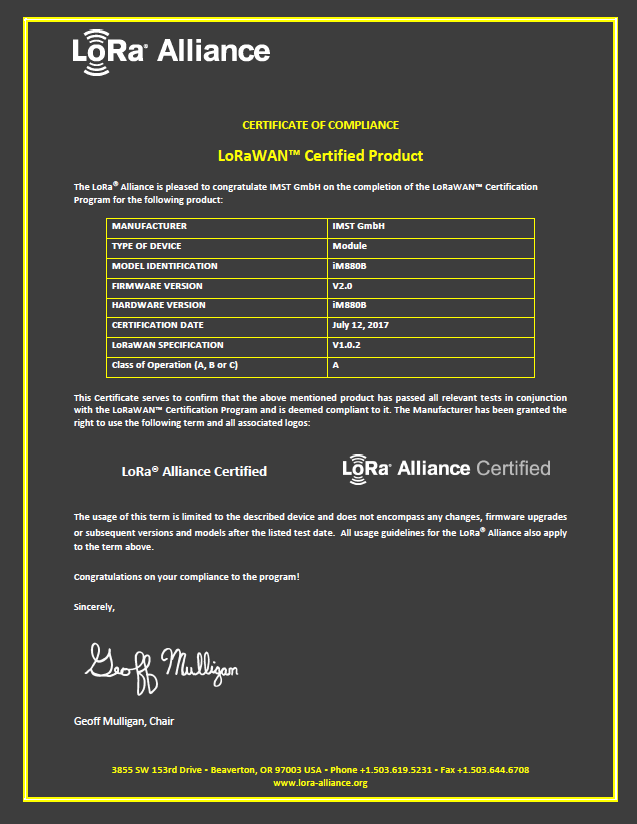 LoRa® Alliance
CERTIFICATE OF COMPLIANCE
LoRaWAN™ Certified Product
The LoRa® Alliance is pleased to congratulate IMST GmbH on the completion of the LoRaWAN™ Certification
Program for the following product:
MANUFACTURER IMST GmbH
TYPE OF DEVICE Module
MODEL IDENTIFICATION iM880B
FIRMWARE VERSION V2.0
HARDWARE VERSION iM880B
CERTIFICATION DATE July 12, 2017
LoRaWAN SPECIFICATION V1.0.2
Class of Operation (A, B or C) A
This Certificate serves to confirm that the above mentioned product has passed all relevant tests in conjunction
with the LoRaWAN™ Certification Program and is deemed compliant to it. The Manufacturer has been granted the
right to use the following term and all associated logos:
LoRa® Alliance Certified LoRa® Alliance Certified
The usage of this term is limited to the described device and does not encompass any changes, firmware upgrades
or subsequent versions and models after the listed test date. All usage guidelines for the LoRa® Alliance also apply
to the term above.
Congratulations on your compliance to the program!
Sincerely,
Geoff Mulligan
Geoff Mulligan, Chair
3855 SW 153rd Drive • Beaverton, OR 97003 USA • Phone +1.503.619.5231 • Fax +1.503.644.6708
www.lora-alliance.org